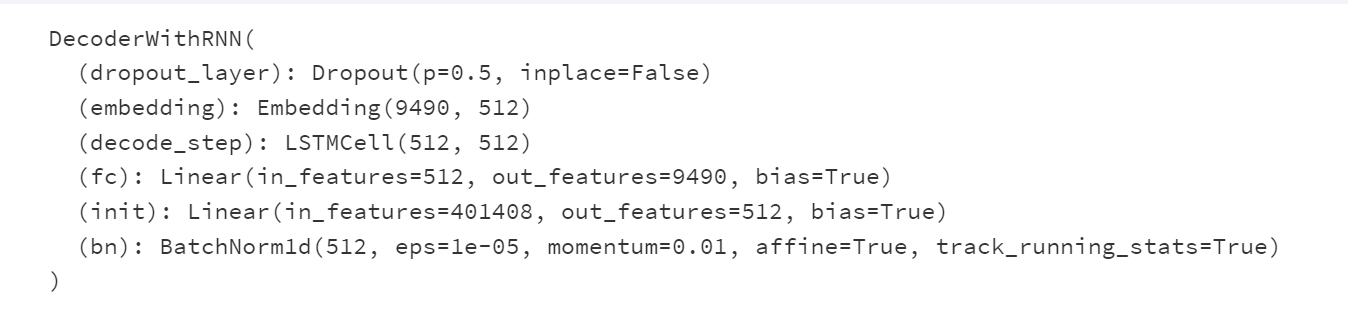 DecoderWithRNN(
  (dropout_layer): Dropout(p=0.5, inplace=False)
  (embedding): Embedding(9490, 512)
  (decode_step): LSTMCell(512, 512)
  (fc): Linear(in_features=512, out_features=9490, bias=True)
  (init): Linear(in_features=401408, out_features=512, bias=True)
  (bn): BatchNorm1d(512, eps=1e-05, momentum=0.01, affine=True, track_running_stats=True)
)